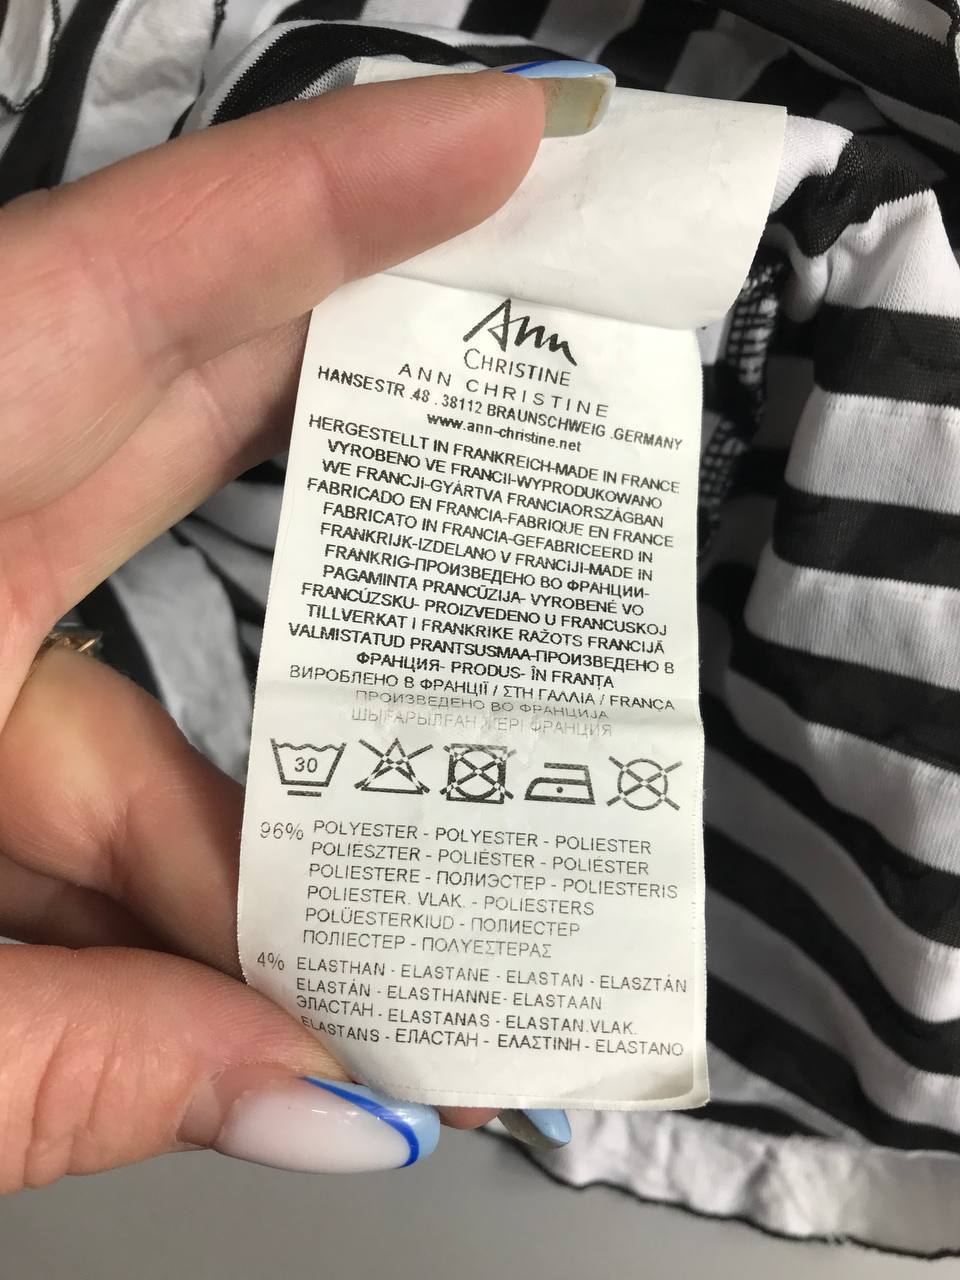 Ann
CHRISTINE
ANN CHRISTINE
HANSESTR .48 . 38112 BRAUNSCHWEIG .GERMANY
www.ann-christine.net
HERGESTELLT IN FRANKREICH-MADE IN FRANCE
VYROBENO VE FRANCII-WYPRODUKOWANO
WE FRANCJI-GYÁRTVA FRANCIAORSZÁGBAN
FABRICADO EN FRANCIA-FABRIQUE EN FRANCE
FABRICATO IN FRANCIA-GEFABRICEERD IN
FRANKRIJK-IZDELANO V FRANCIJI-MADE IN
FRANKRIG-ПРОИЗВЕДЕНО ВО ФРАНЦИИ-
PAGAMINTA PRANCŪZIJA- VYROBENÉ VO
FRANCÚZSKU- PROIZVEDENO U FRANCUSKOJ
TILLVERKAT I FRANKRIKE RAŽOTS FRANCIJĀ
VALMISTATUD PRANTSUSMAA-ПРОИЗВЕДЕНО В
ФРАНЦИЯ- PRODUS- ÎN FRANȚA
ВИРОБЛЕНО В ФРАНЦІЇ / ΣΤΗ ΓΑΛΛΙΑ / FRANÇA
ПРОИЗВЕДЕНО ВО ФРАНЦИЈА
ШЫҒАРЫЛҒАН ЖЕРІ ФРАНЦИЯ
30
96% POLYESTER - POLYESTER - POLIESTER
POLIÉSZTER - POLIÉSTER - POLIÉSTER
POLIESTERE - ПОЛИЭСТЕР - POLIESTERIS
POLIESTER. VLAK. - POLIESTERS
POLÜESTERKIUD - ПОЛИЕСТЕР
ПОЛІЕСТЕР - ΠΟΛΥΕΣΤΕΡΑΣ
4% ELASTHAN - ELASTANE - ELASTAN - ELASZTÁN
ELASTÁN - ELASTHANNE- ELASTAAN
ЭЛАСТАН - ELASTANAS - ELASTAN.VLAK.
ELASTANS - ЕЛАСТАН - ΕΛΑΣΤΙΝΗ - ELASTANO